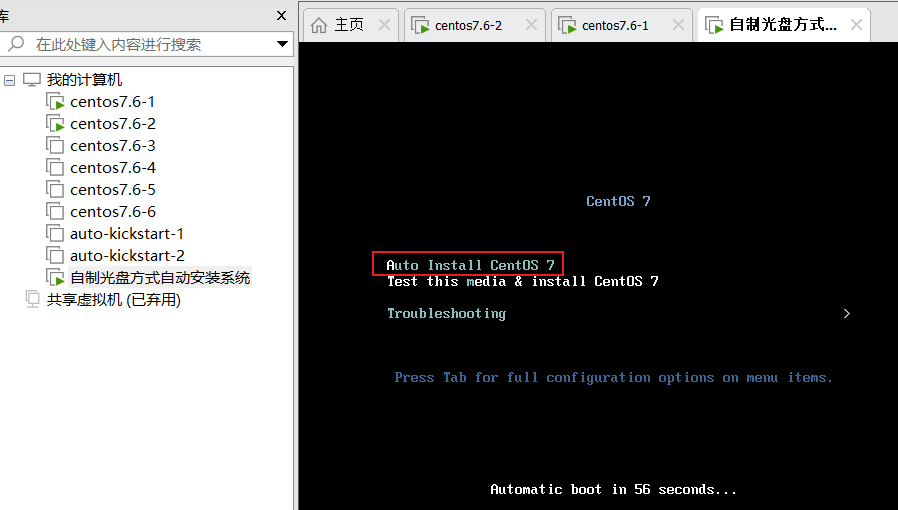 库
在此处键入内容进行搜索
我的计算机
centos7.6-1
centos7.6-2
centos7.6-3
centos7.6-4
centos7.6-5
centos7.6-6
auto-kickstart-1
auto-kickstart-2
自制光盘方式自动安装系统
共享虚拟机 (已弃用)
主页 centos7.6-2 centos7.6-1 自制光盘方式...
CentOS 7
Auto Install CentOS 7
Test this media & install CentOS 7
Troubleshooting >
Press Tab for full configuration options on menu items.
Automatic boot in 56 seconds...